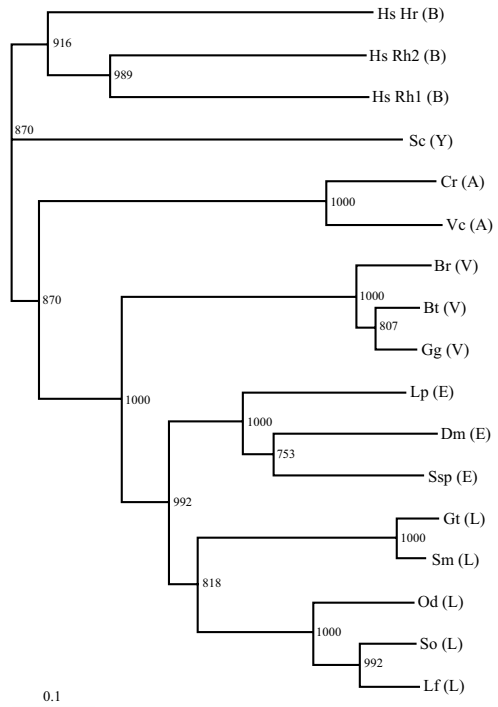 Hs Hr (B)
916
Hs Rh2 (B)
989
Hs Rh1 (B)
870
Sc (Y)
Cr (A)
1000
Vc (A)
Br (V)
1000
870
Bt (V)
807
Gg (V)
Lp (E)
1000
1000
Dm (E)
753
Ssp (E)
992
Gt (L)
1000
Sm (L)
818
Od (L)
1000
So (L)
992
Lf (L)
0.1